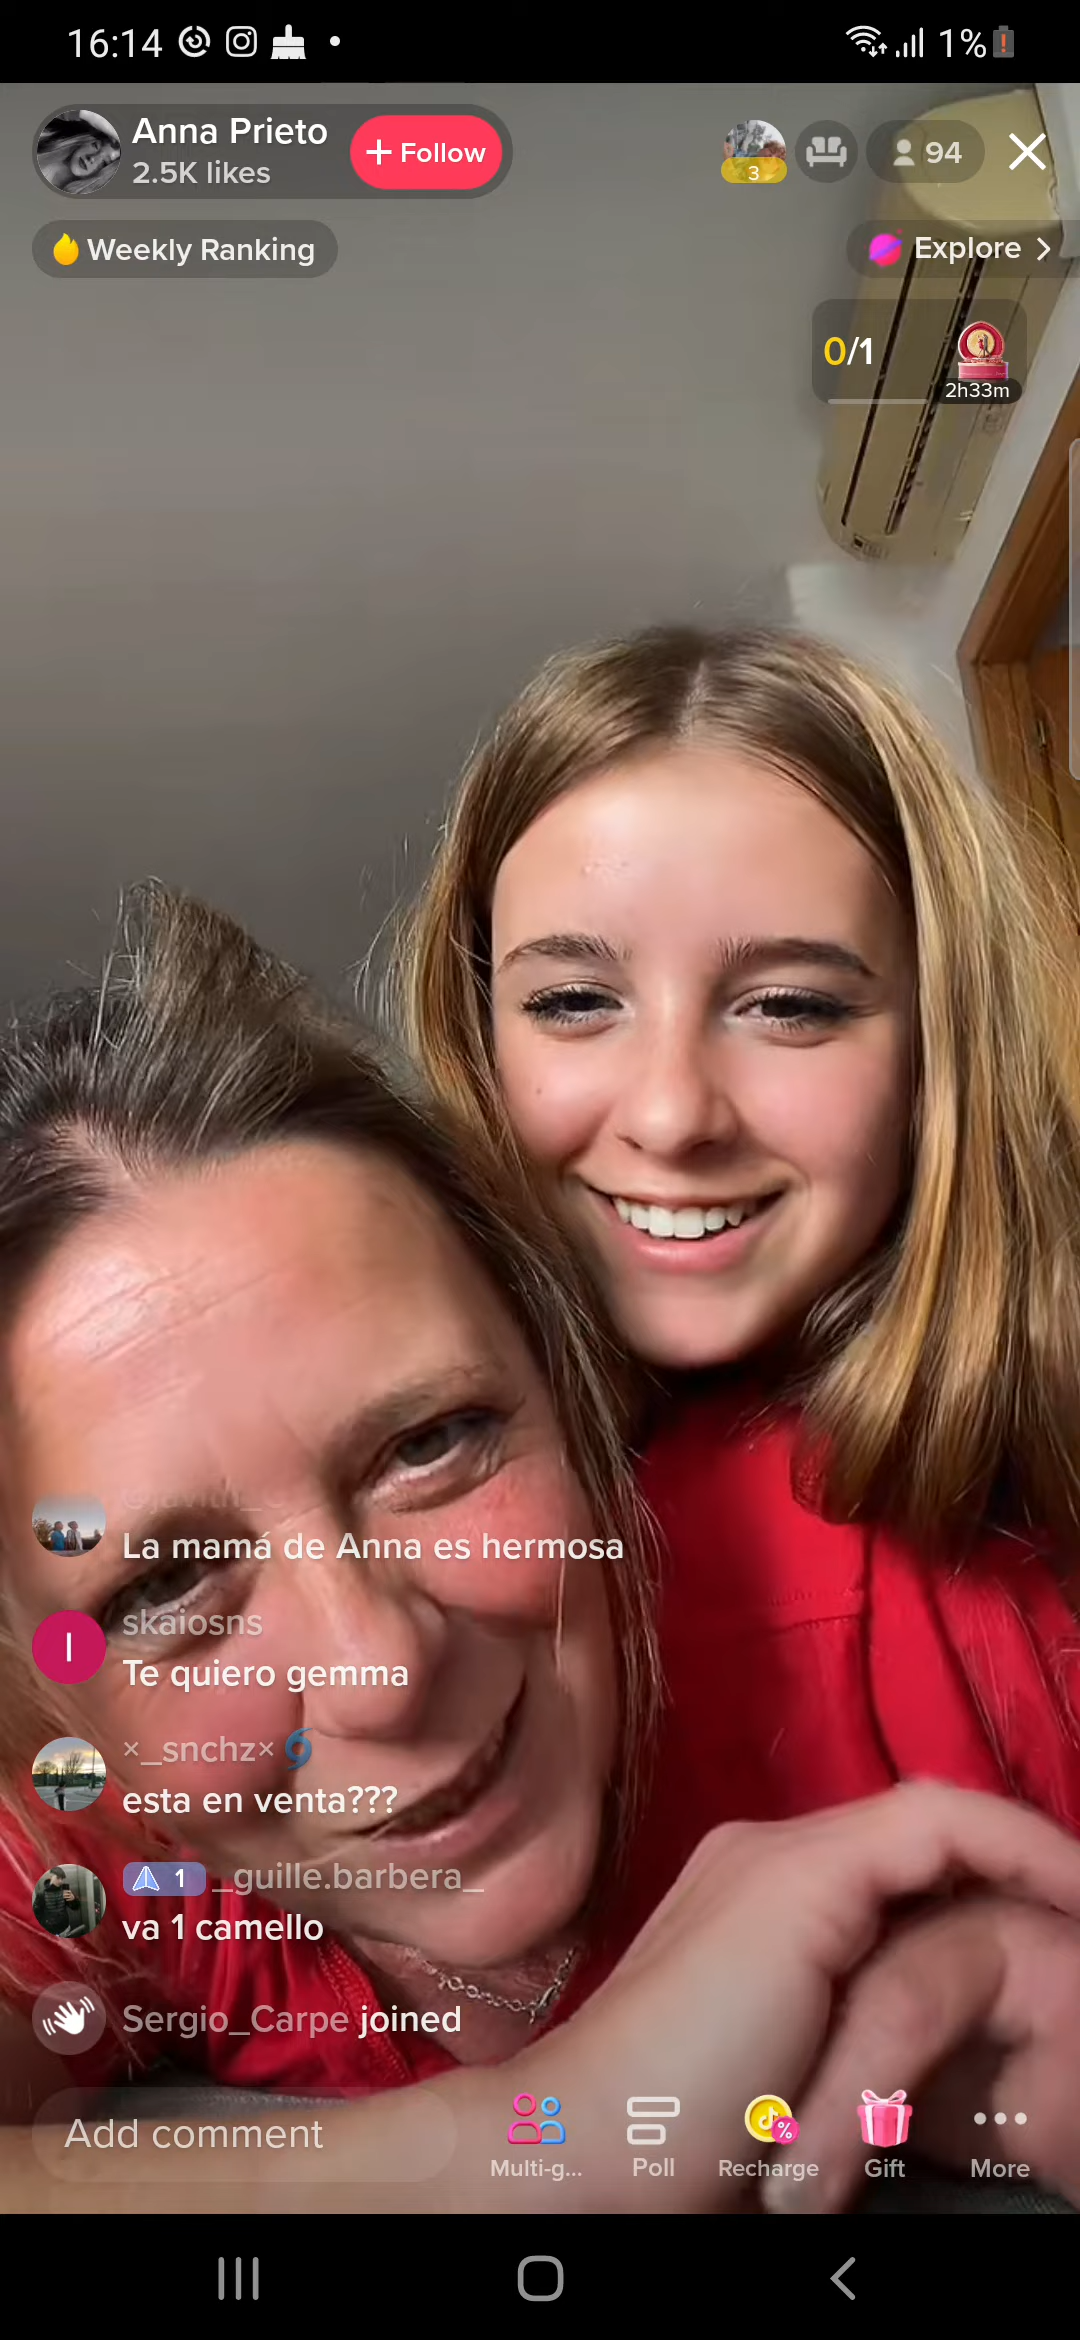 16:14
1%
Anna Prieto
2.5K likes
+ Follow
3
94
Weekly Ranking
Explore >
0/1
2h33m
La mamá de Anna es hermosa
I
skaiosns
Te quiero gemma
×_snchz×
esta en venta???
1 _guille.barbera_
va 1 camello
Sergio_Carpe joined
Add comment
Multi-g...
Poll
Recharge
Gift
More